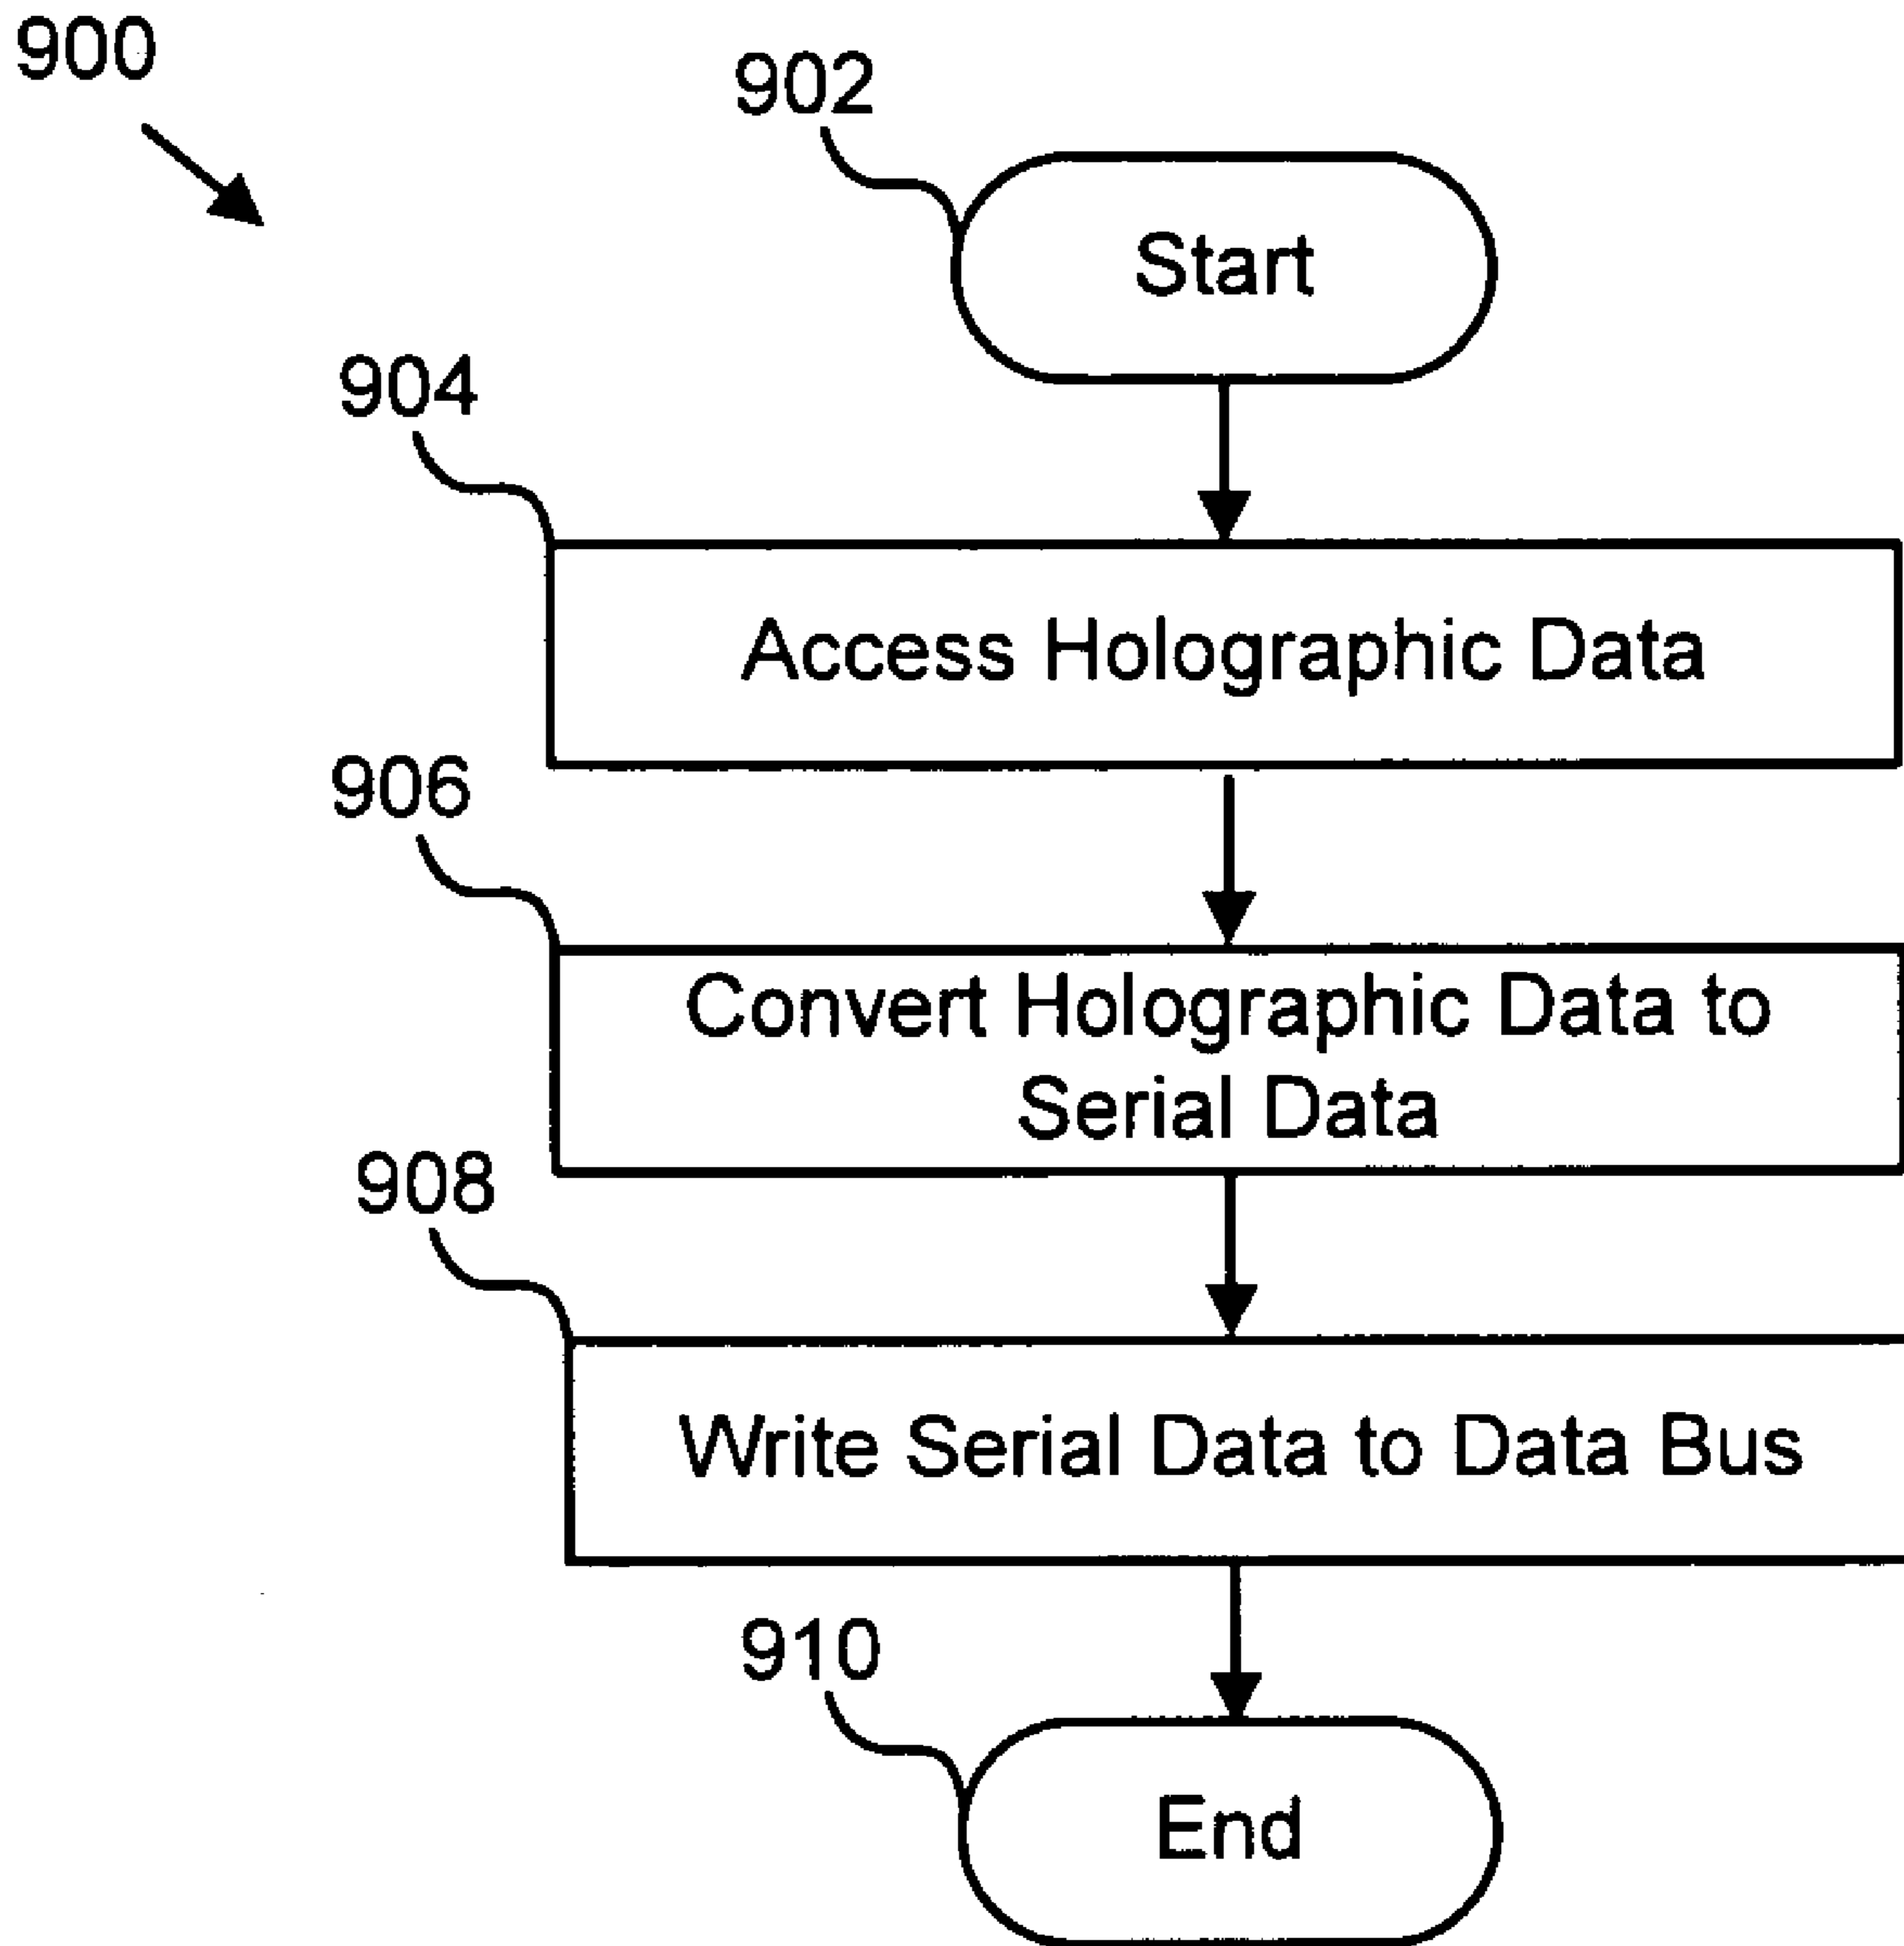 900
902
Start
904
Access Holographic Data
906
Convert Holographic Data to
Serial Data
908
Write Serial Data to Data Bus
910
End